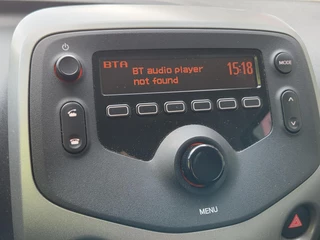 BTA
BT audio player
not found
15:18
MODE
MENU